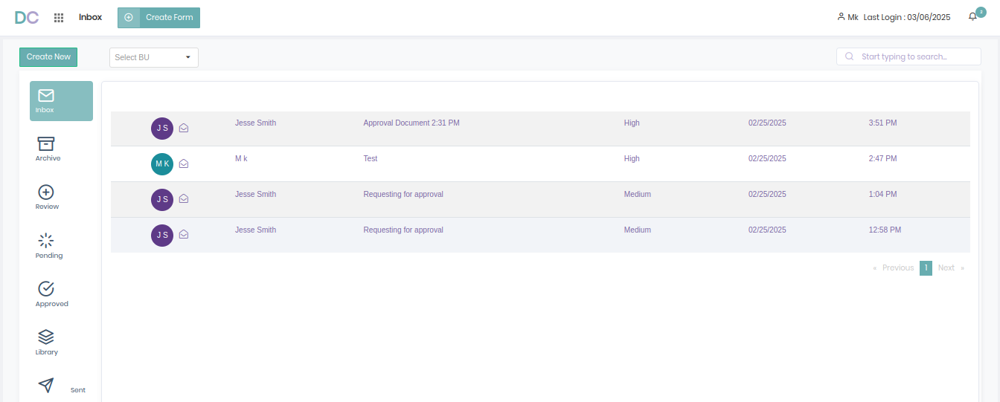 DC Inbox Create Form Mk Last Login : 03/06/2025
Create New Select BU Start typing to search...
Inbox
Archive
Review
Pending
Approved
Library
Sent
J S Jesse Smith Approval Document 2:31 PM High 02/25/2025 3:51 PM
M K M k Test High 02/25/2025 2:47 PM
J S Jesse Smith Requesting for approval Medium 02/25/2025 1:04 PM
J S Jesse Smith Requesting for approval Medium 02/25/2025 12:58 PM
« Previous 1 Next »